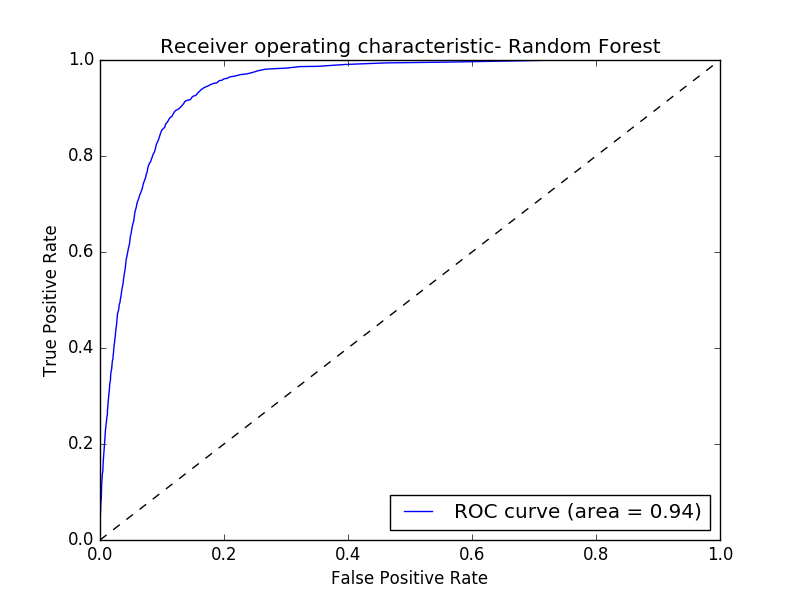 Receiver operating characteristic- Random Forest
1.0
0.8
0.6
0.4
0.2
0.0
True Positive Rate
ROC curve (area = 0.94)
0.0 0.2 0.4 0.6 0.8 1.0
False Positive Rate